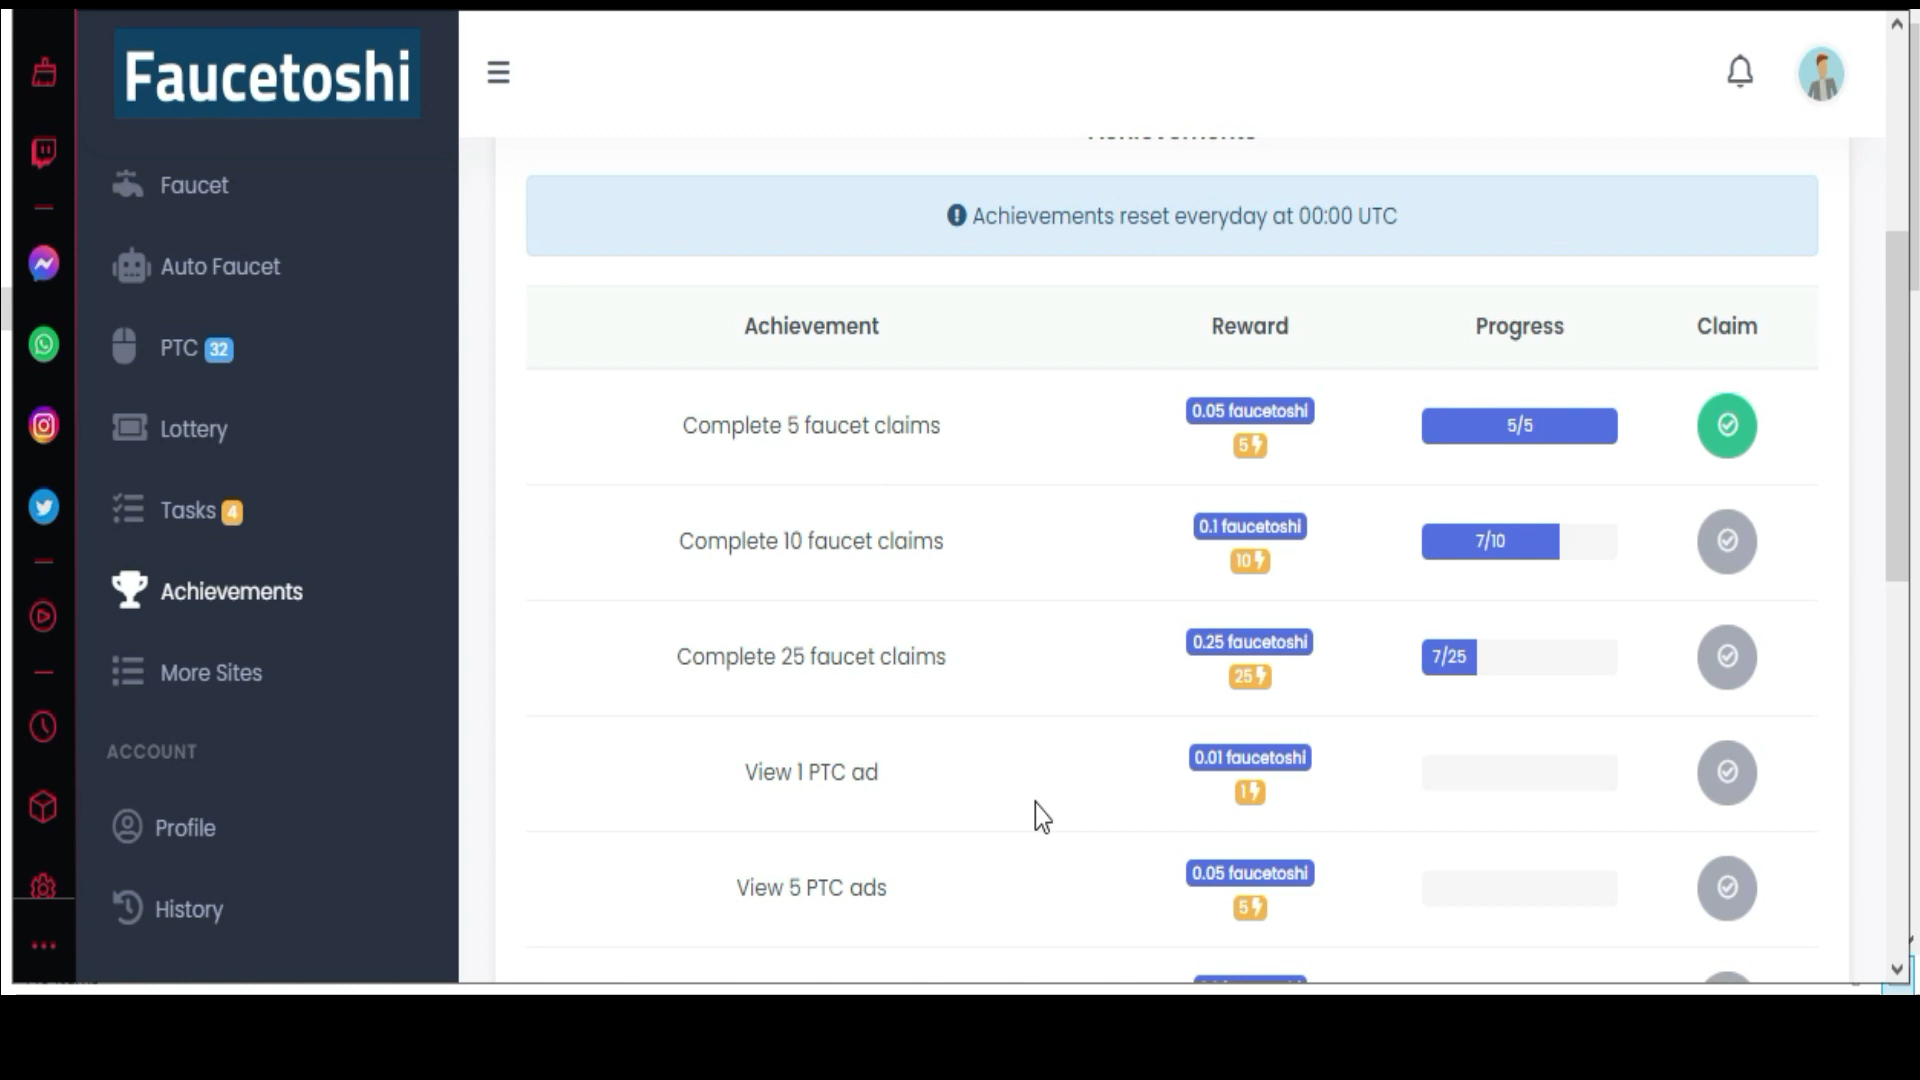 Faucetoshi
Faucet
Auto Faucet
PTC 32
Lottery
Tasks 4
Achievements
More Sites
ACCOUNT
Profile
History
Achievements reset everyday at 00:00 UTC
Achievement Reward Progress Claim
Complete 5 faucet claims 0.05 faucetoshi 5/5
5
Complete 10 faucet claims 0.1 faucetoshi 7/10
10
Complete 25 faucet claims 0.25 faucetoshi 7/25
25
View 1 PTC ad 0.01 faucetoshi
1
View 5 PTC ads 0.05 faucetoshi
5